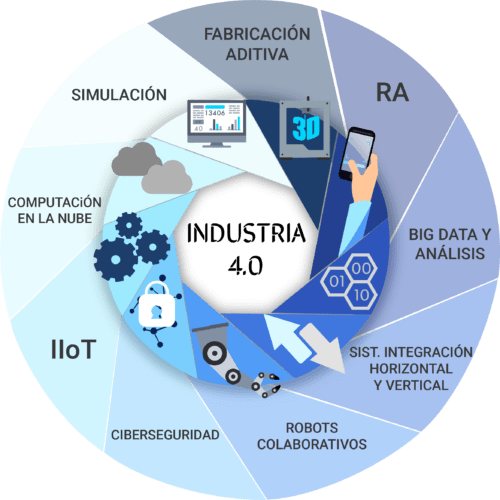 FABRICACIÓN
ADITIVA
RA
SIMULACIÓN
13406
40
3D
COMPUTACiÓN
EN LA NUBE
INDUSTRIA
4.0
BIG DATA Y
ANÁLISIS
00
01
10
IIoT
SIST. INTEGRACIÓN
HORIZONTAL
Y VERTICAL
CIBERSEGURIDAD
ROBOTS
COLABORATIVOS